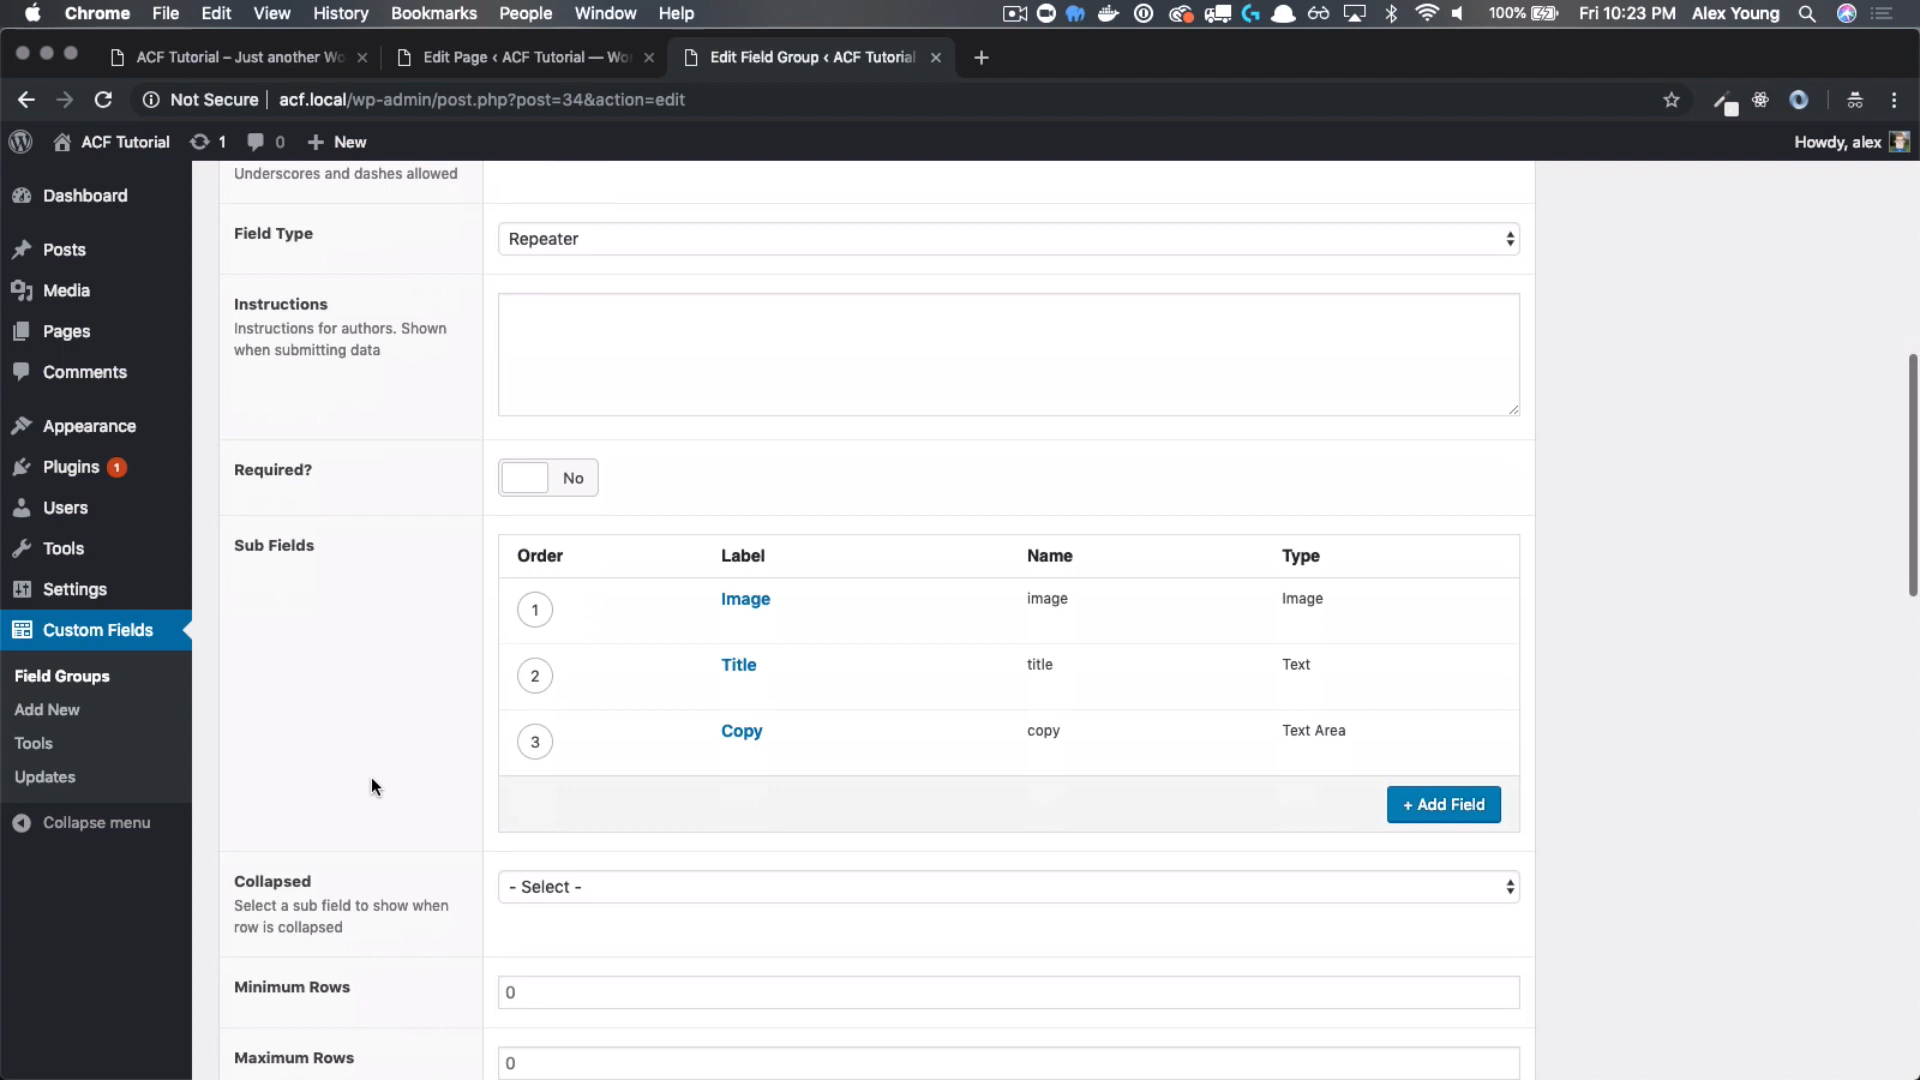 Chrome File Edit View History Bookmarks People Window Help 100% Fri 10:23 PM Alex Young
ACF Tutorial – Just another Wo Edit Page ‹ ACF Tutorial — Wor Edit Field Group ‹ ACF Tutorial
Not Secure acf.local/wp-admin/post.php?post=34&action=edit
ACF Tutorial 1 0 + New Howdy, alex
Dashboard
Posts
Media
Pages
Comments
Appearance
Plugins 1
Users
Tools
Settings
Custom Fields
Field Groups
Add New
Tools
Updates
Collapse menu
Underscores and dashes allowed
Field Type
Repeater
Instructions
Instructions for authors. Shown
when submitting data
Required?
No
Sub Fields
Order Label Name Type
1 Image image Image
2 Title title Text
3 Copy copy Text Area
+ Add Field
Collapsed
Select a sub field to show when
row is collapsed
- Select -
Minimum Rows
0
Maximum Rows
0